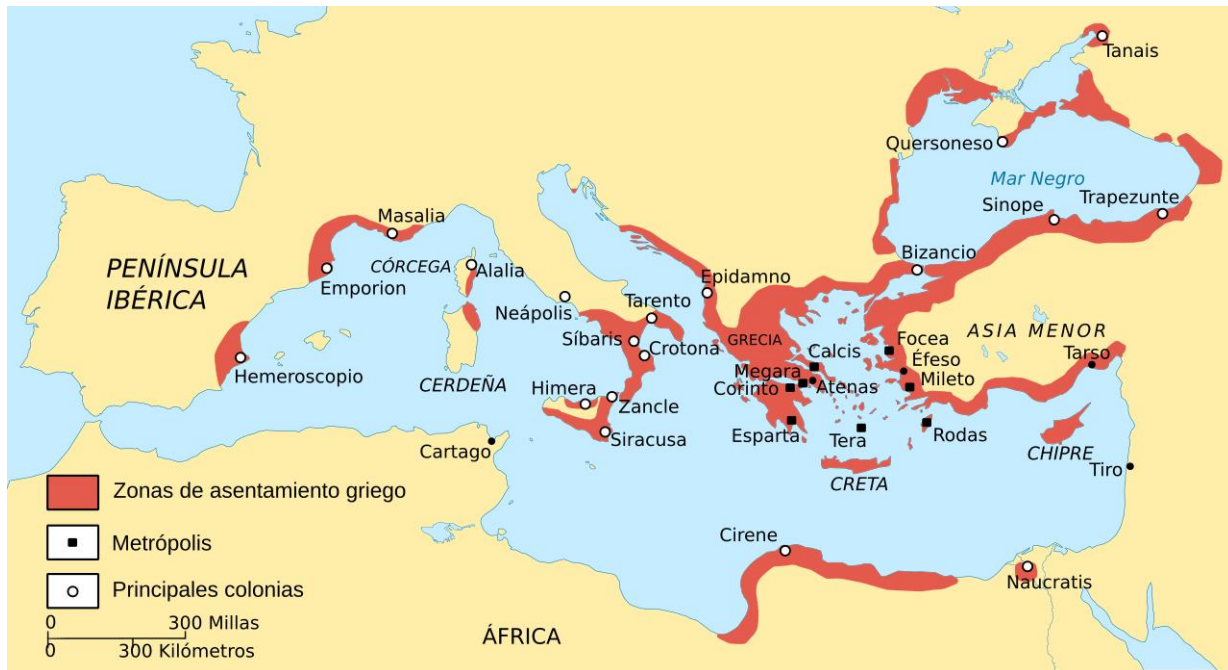 Tanais
Quersoneso
Mar Negro
Trapezunte
Sinope
Masalia
Bizancio
PENÍNSULA
IBÉRICA
CÓRCEGA
Alalia
Emporion
Epidamno
Neápolis
Tarento
ASIA MENOR
Síbaris
GRECIA
Focea
Crotona
Calcis
Éfeso
Tarso
Hemeroscopio
Megara
Mileto
CERDEÑA
Himera
Corinto
Atenas
Zancle
Siracusa
Esparta
Tera
Rodas
Cartago
CHIPRE
Tiro
CRETA
Zonas de asentamiento griego
Metrópolis
Cirene
Naucratis
Principales colonias
0 300 Millas
0 300 Kilómetros
ÁFRICA